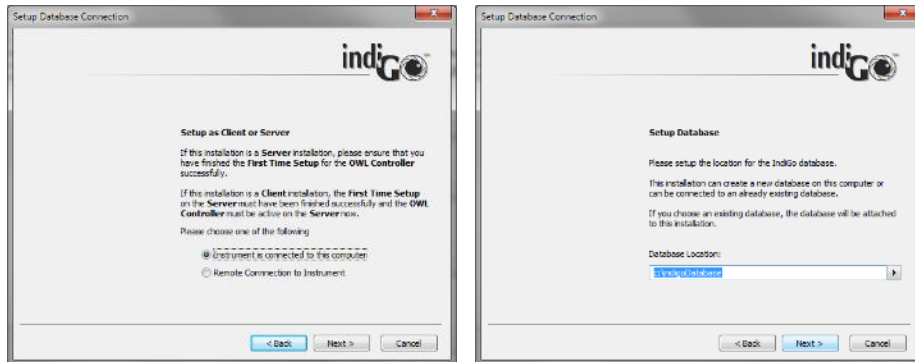 Setup Database Connection
indiGo™
Setup as Client or Server
If this installation is a Server installation, please ensure that you
have finished the First Time Setup for the OWL Controller
successfully.
If this installation is a Client installation, the First Time Setup
on the Server must have been finished successfully and the OWL
Controller must be active on the Server now.
Please choose one of the following
Instrument is connected to this computer
Remote Connnection to Instrument
< Back
Next >
Cancel
Setup Database Connection
indiGo™
Setup Database
Please setup the location for the IndiGo database.
This installation can create a new database on this computer or
can be connected to an already existing database.
If you choose an existing database, the database will be attached
to this installation.
Database Location:
c:\IndigoDatabase
< Back
Next >
Cancel